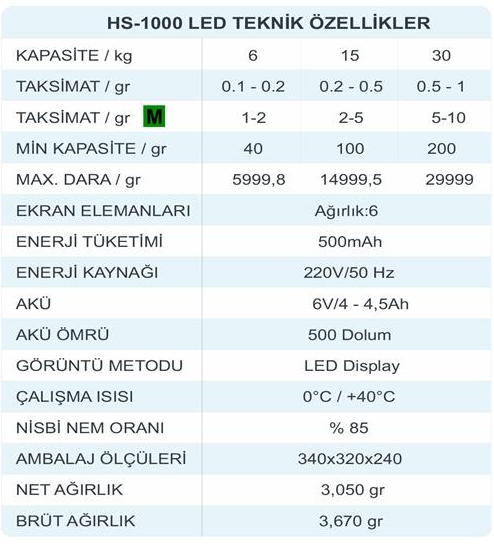 HS-1000 LED TEKNİK ÖZELLİKLER
KAPASİTE / kg 6 15 30
TAKSİMAT / gr 0.1 - 0.2 0.2 - 0.5 0.5 - 1
TAKSİMAT / gr M 1-2 2-5 5-10
MİN KAPASİTE / gr 40 100 200
MAX. DARA / gr 5999,8 14999,5 29999
EKRAN ELEMANLARI Ağırlık:6
ENERJİ TÜKETİMİ 500mAh
ENERJİ KAYNAĞI 220V/50 Hz
AKÜ 6V/4 - 4,5Ah
AKÜ ÖMRÜ 500 Dolum
GÖRÜNTÜ METODU LED Display
ÇALIŞMA ISISI 0°C / +40°C
NİSBİ NEM ORANI % 85
AMBALAJ ÖLÇÜLERİ 340x320x240
NET AĞIRLIK 3,050 gr
BRÜT AĞIRLIK 3,670 gr